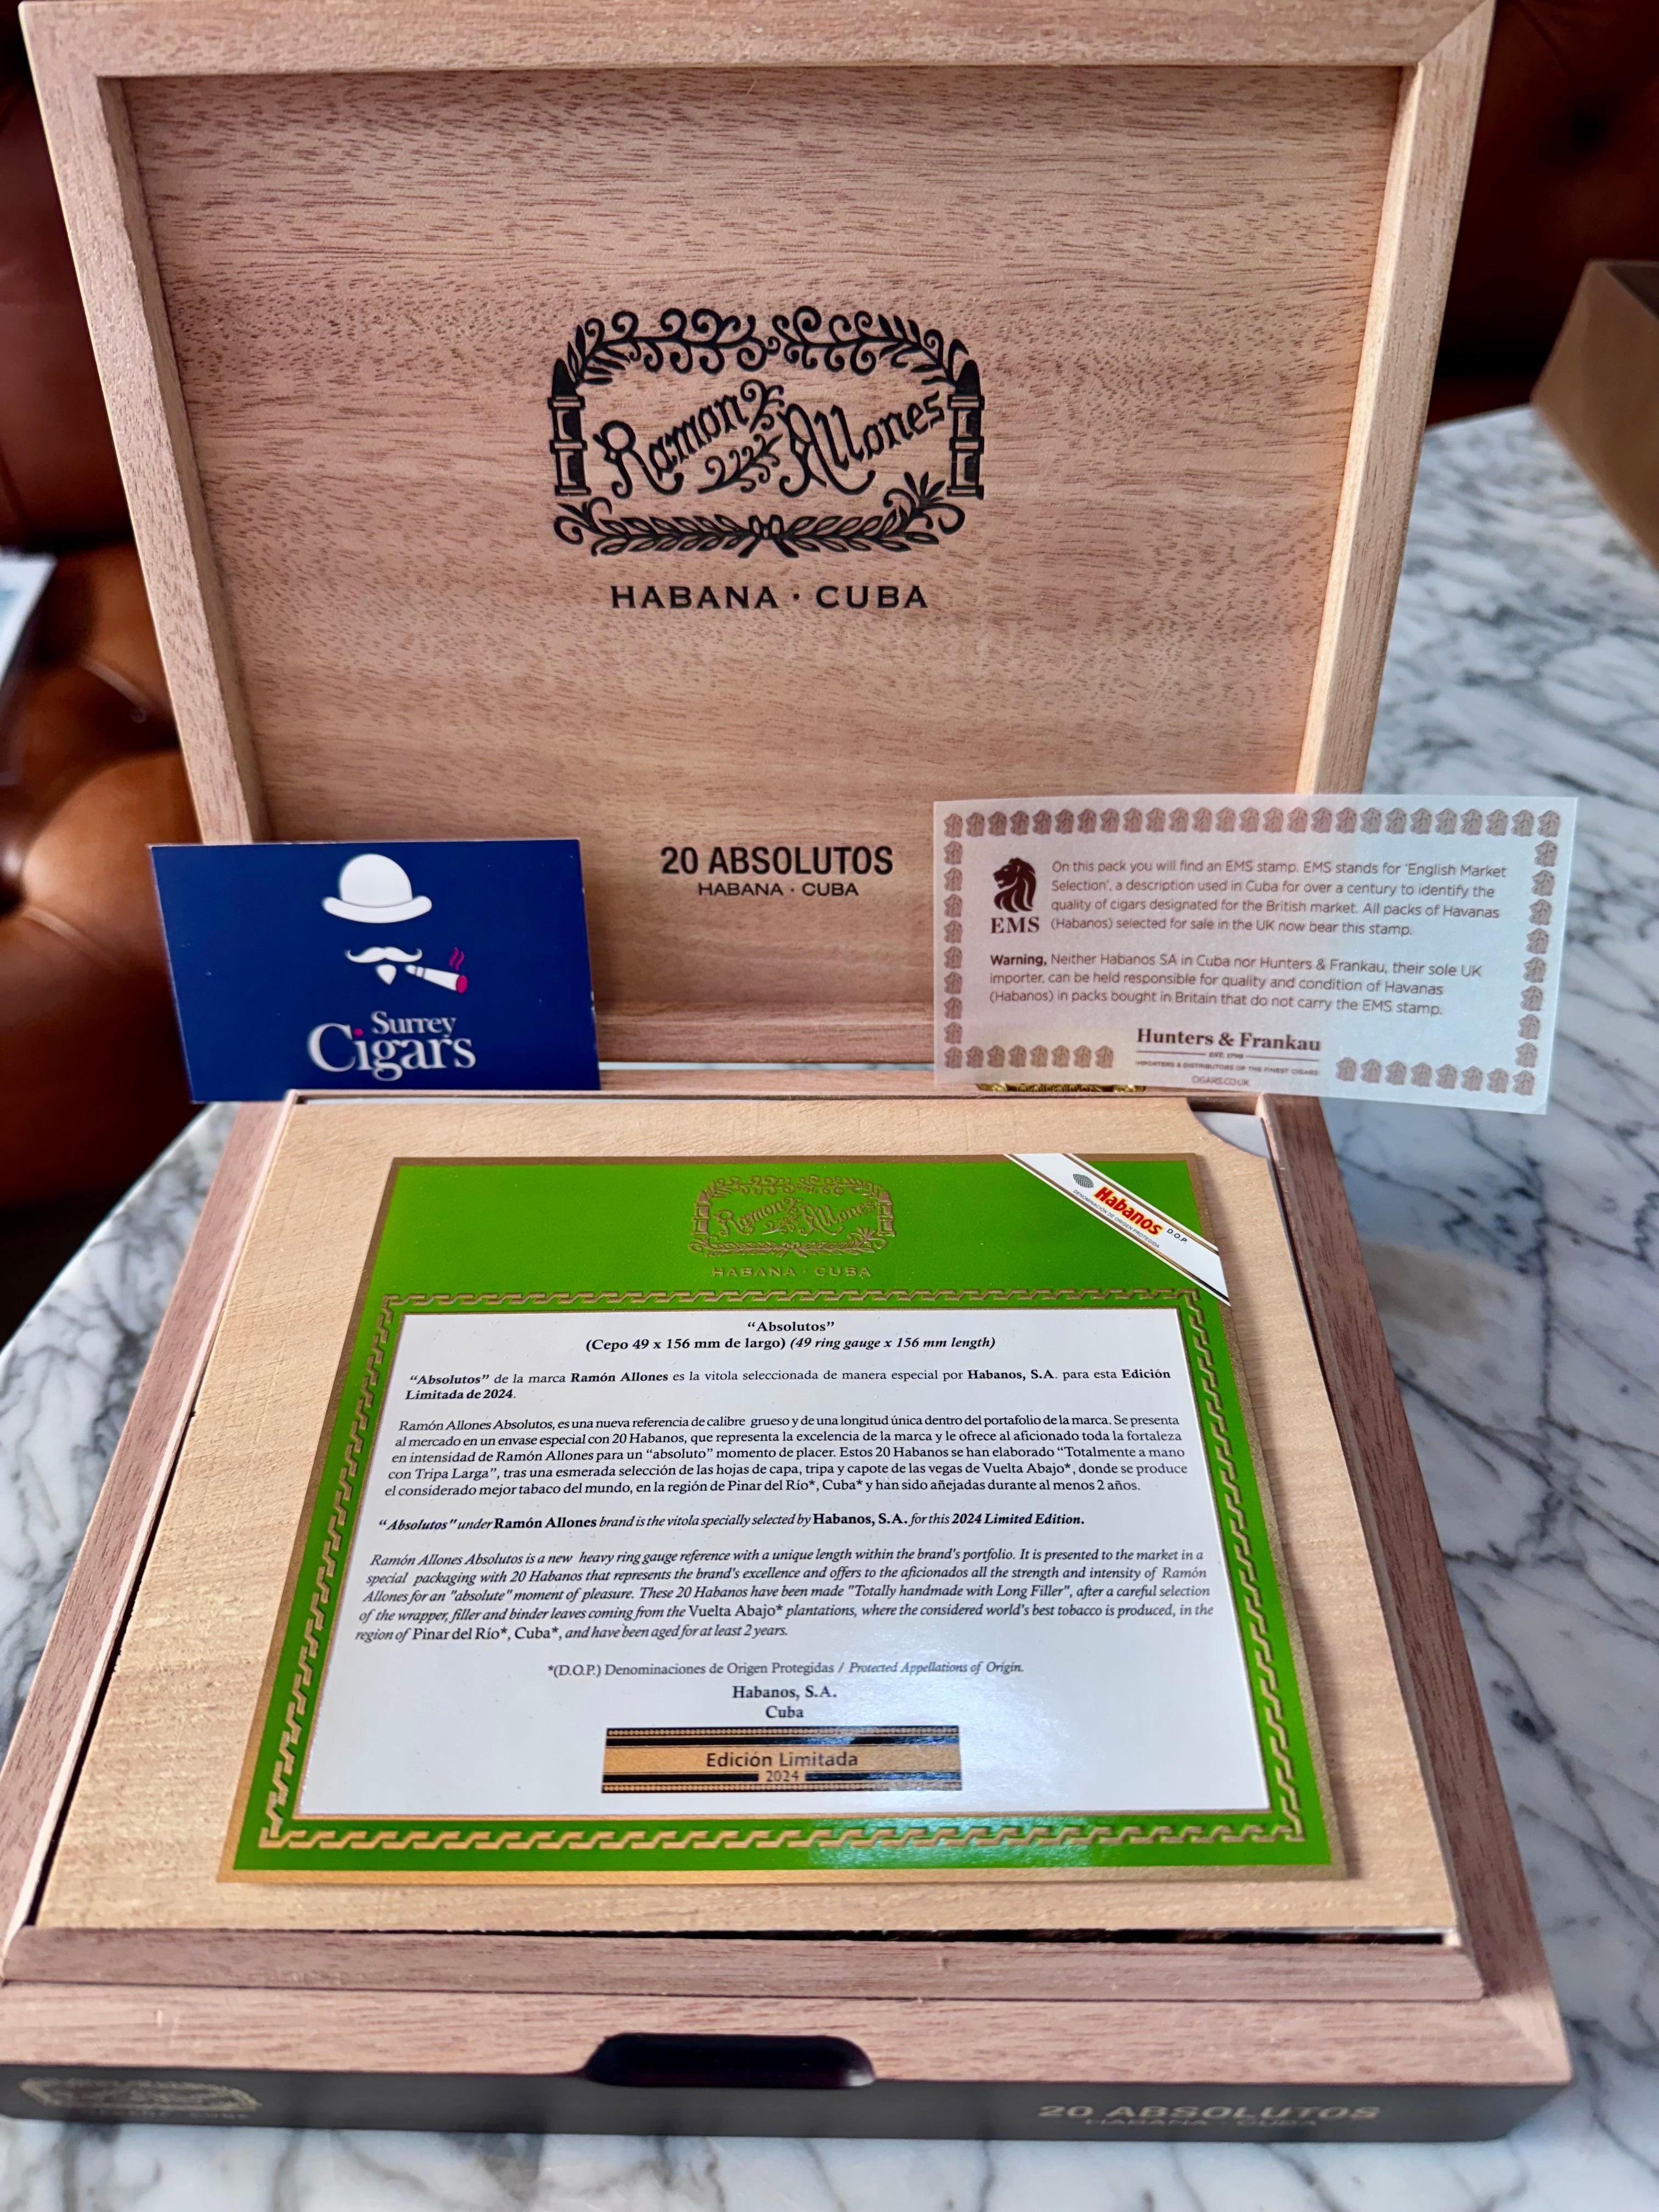 Ramon Allones
HABANA · CUBA
20 ABSOLUTOS
HABANA · CUBA
Surrey
Cigars
On this pack you will find an EMS stamp. EMS stands for 'English Market
Selection', a description used in Cuba for over a century to identify the
quality of cigars designated for the British market. All packs of Havanas
(Habanos) selected for sale in the UK now bear this stamp.
EMS
Warning, Neither Habanos SA in Cuba nor Hunters & Frankau, their sole UK
importer, can be held responsible for quality and condition of Havanas
(Habanos) in packs bought in Britain that do not carry the EMS stamp.
Hunters & Frankau
EST. 1790
IMPORTERS & DISTRIBUTORS OF THE FINEST CIGARS
CIGARS.CO.UK
Ramon Allones
HABANA · CUBA
Habanos D.O.P.
DENOMINACIÓN DE ORIGEN PROTEGIDA
“Absolutos”
(Cepo 49 x 156 mm de largo) (49 ring gauge x 156 mm length)
“Absolutos” de la marca Ramón Allones es la vitola seleccionada de manera especial por Habanos, S.A. para esta Edición
Limitada de 2024.
Ramón Allones Absolutos, es una nueva referencia de calibre grueso y de una longitud única dentro del portafolio de la marca. Se presenta
al mercado en un envase especial con 20 Habanos, que representa la excelencia de la marca y le ofrece al aficionado toda la fortaleza
en intensidad de Ramón Allones para un “absoluto” momento de placer. Estos 20 Habanos se han elaborado “Totalmente a mano
con Tripa Larga”, tras una esmerada selección de las hojas de capa, tripa y capote de las vegas de Vuelta Abajo*, donde se produce
el considerado mejor tabaco del mundo, en la región de Pinar del Río*, Cuba* y han sido añejadas durante al menos 2 años.
“Absolutos” under Ramón Allones brand is the vitola specially selected by Habanos, S.A. for this 2024 Limited Edition.
Ramón Allones Absolutos is a new heavy ring gauge reference with a unique length within the brand's portfolio. It is presented to the market in a
special packaging with 20 Habanos that represents the brand's excellence and offers to the aficionados all the strength and intensity of Ramón
Allones for an "absolute" moment of pleasure. These 20 Habanos have been made "Totally handmade with Long Filler", after a careful selection
of the wrapper, filler and binder leaves coming from the Vuelta Abajo* plantations, where the considered world's best tobacco is produced, in the
region of Pinar del Río*, Cuba*, and have been aged for at least 2 years.
*(D.O.P.) Denominaciones de Origen Protegidas / Protected Appellations of Origin.
Habanos, S.A.
Cuba
Edición Limitada
2024
20 ABSOLUTOS
HABANA · CUBA